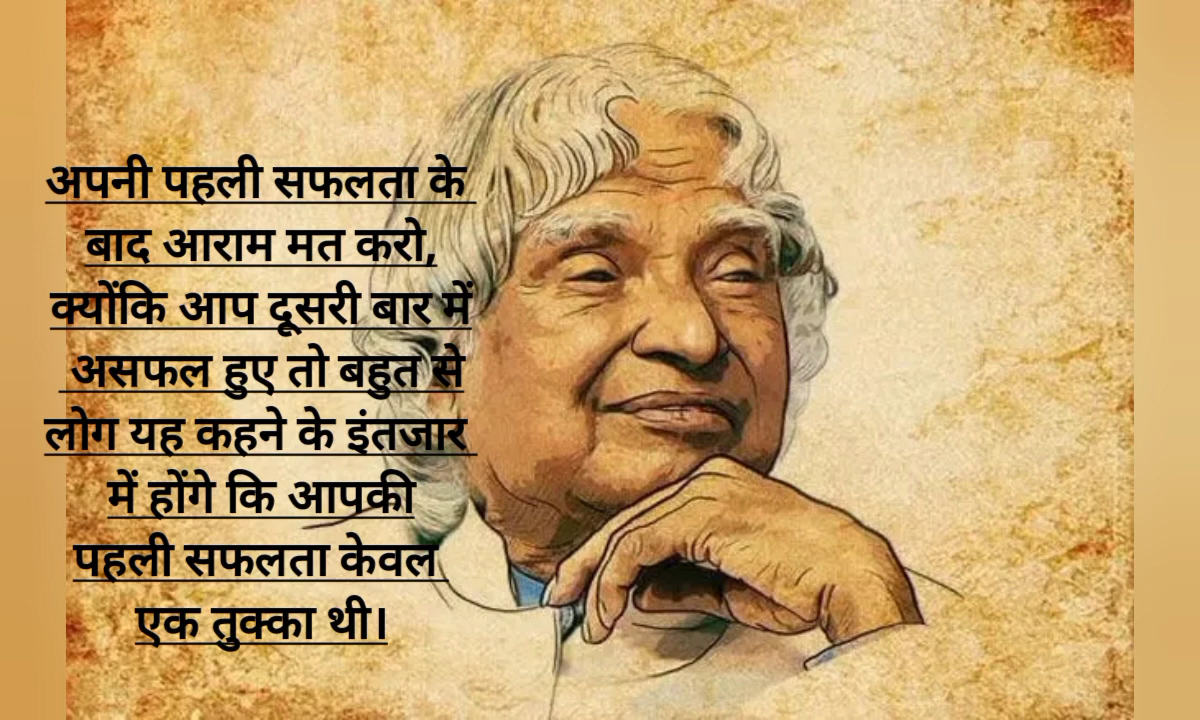 अपनी पहली सफलता के
बाद आराम मत करो,
क्योंकि आप दूसरी बार में
असफल हुए तो बहुत से
लोग यह कहने के इंतजार
में होंगे कि आपकी
पहली सफलता केवल
एक तुक्का थी।